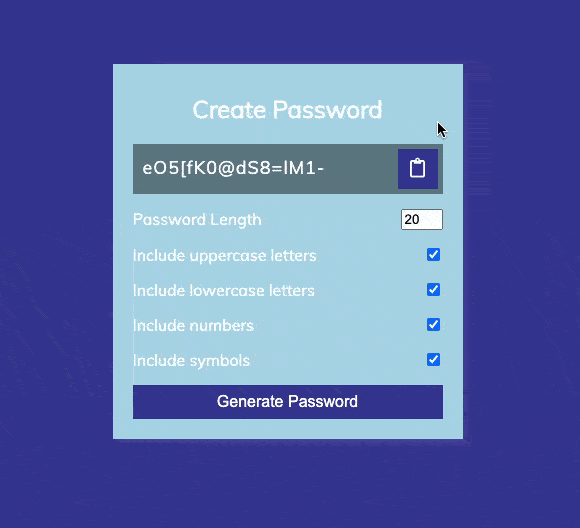 Create Password
eO5[fK0@dS8=lM1-
Password Length
20
Include uppercase letters
Include lowercase letters
Include numbers
Include symbols
Generate Password